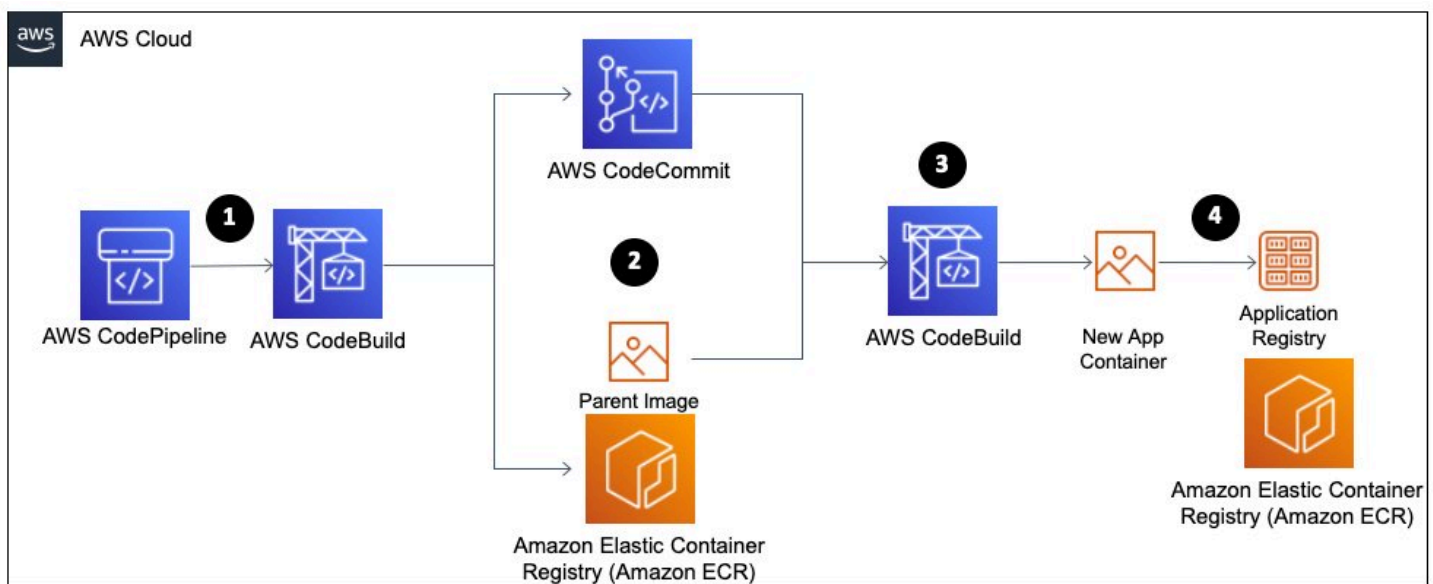 aws
AWS Cloud
AWS CodeCommit
1
2
3
4
AWS CodePipeline
AWS CodeBuild
Parent Image
Amazon Elastic Container
Registry (Amazon ECR)
AWS CodeBuild
New App
Container
Application
Registry
Amazon Elastic Container
Registry (Amazon ECR)